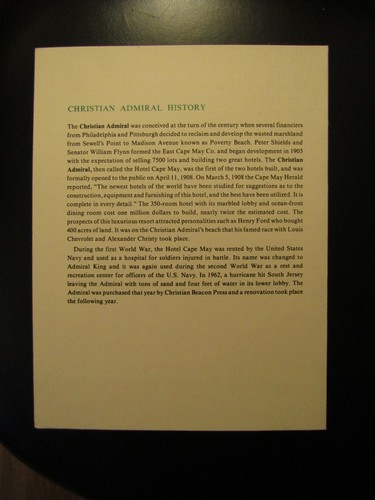 CHRISTIAN ADMIRAL HISTORY
The Christian Admiral was conceived at the turn of the century when several financiers
from Philadelphia and Pittsburgh decided to reclaim and develop the wasted marshland
from Sewell's Point to Madison Avenue known as Poverty Beach. Peter Shields and
Senator William Flynn formed the East Cape May Co. and began development in 1905
with the expectation of selling 7500 lots and building two great hotels. The Christian
Admiral, then called the Hotel Cape May, was the first of the two hotels built, and was
formally opened to the public on April 11, 1908. On March 5, 1908 the Cape May Herald
reported, "The newest hotels of the world have been studied for suggestions as to the
construction, equipment and furnishing of this hotel, and the best have been utilized. It is
complete in every detail." The 350-room hotel with its marbled lobby and ocean-front
dining room cost one million dollars to build, nearly twice the estimated cost. The
prospects of this luxurious resort attracted personalities such as Henry Ford who bought
400 acres of land. It was on the Christian Admiral's beach that his famed race with Louis
Chevrolet and Alexander Christy took place.
During the first World War, the Hotel Cape May was rented by the United States
Navy and used as a hospital for soldiers injured in battle. Its name was changed to
Admiral King and it was again used during the second World War as a rest and
recreation center for officers of the U.S. Navy. In 1962, a hurricane hit South Jersey
leaving the Admiral with tons of sand and four feet of water in its lower lobby. The
Admiral was purchased that year by Christian Beacon Press and a renovation took place
the following year.